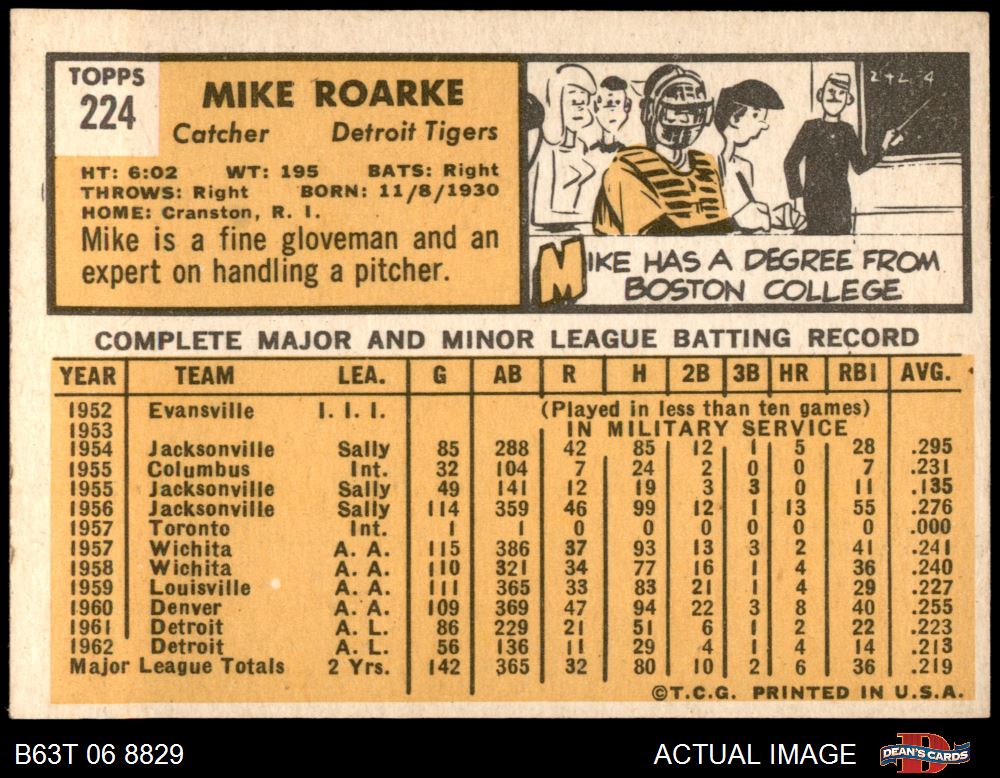 TOPPS
224
MIKE ROARKE
Catcher Detroit Tigers
HT: 6:02 WT: 195 BATS: Right
THROWS: Right BORN: 11/8/1930
HOME: Cranston, R. I.
Mike is a fine gloveman and an
expert on handling a pitcher.
2+2=4
MIKE HAS A DEGREE FROM
BOSTON COLLEGE
COMPLETE MAJOR AND MINOR LEAGUE BATTING RECORD
YEAR TEAM LEA. G AB R H 2B 3B HR RBI AVG.
1952 Evansville I. I. I. (Played in less than ten games)
1953 IN MILITARY SERVICE
1954 Jacksonville Sally 85 288 42 85 12 1 5 28 .295
1955 Columbus Int. 32 104 7 24 2 0 0 7 .231
1955 Jacksonville Sally 49 141 12 19 3 3 0 11 .135
1956 Jacksonville Sally 114 359 46 99 12 1 13 55 .276
1957 Toronto Int. 1 1 0 0 0 0 0 0 .000
1957 Wichita A. A. 115 386 37 93 13 3 2 41 .241
1958 Wichita A. A. 110 321 34 77 16 1 4 36 .240
1959 Louisville A. A. 111 365 33 83 21 1 4 29 .227
1960 Denver A. A. 109 369 47 94 22 3 8 40 .255
1961 Detroit A. L. 86 229 21 51 6 1 2 22 .223
1962 Detroit A. L. 56 136 11 29 4 1 4 14 .213
Major League Totals 2 Yrs. 142 365 32 80 10 2 6 36 .219
©T.C.G. PRINTED IN U.S.A.
B63T 06 8829 ACTUAL IMAGE DEAN'S CARDS